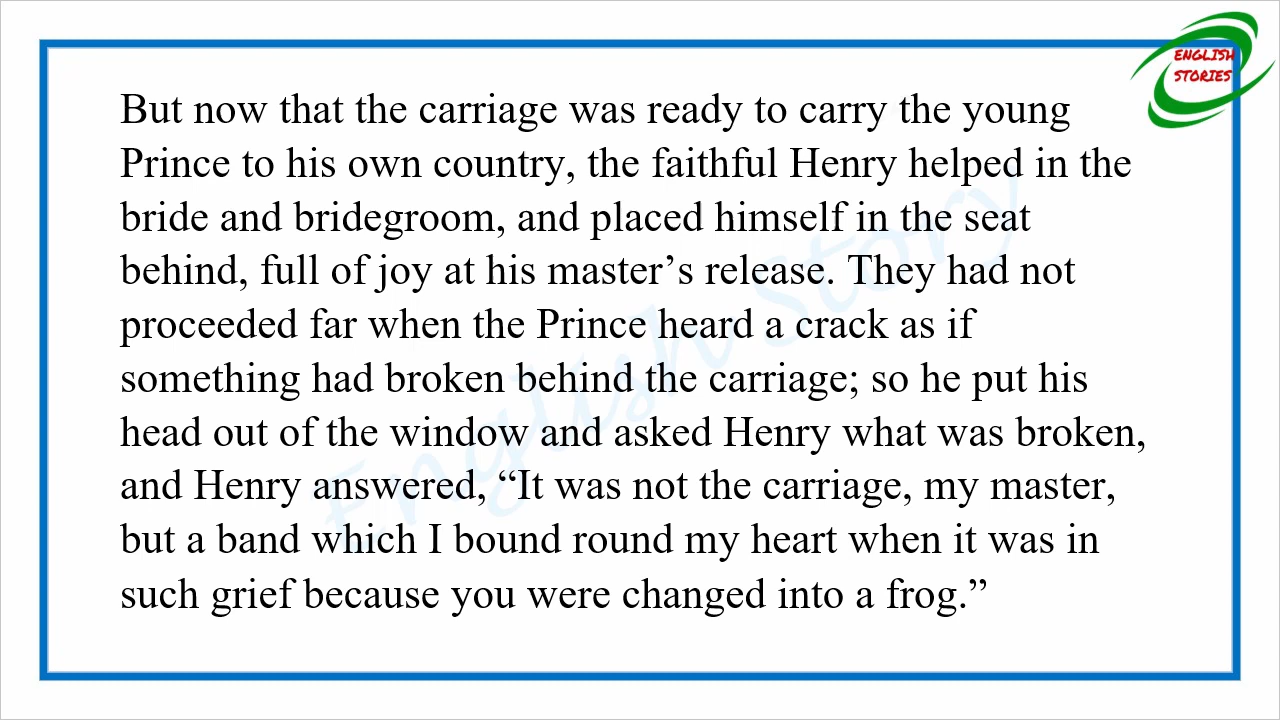 ENGLISH
STORIES
But now that the carriage was ready to carry the young
Prince to his own country, the faithful Henry helped in the
bride and bridegroom, and placed himself in the seat
behind, full of joy at his master’s release. They had not
proceeded far when the Prince heard a crack as if
something had broken behind the carriage; so he put his
head out of the window and asked Henry what was broken,
and Henry answered, “It was not the carriage, my master,
but a band which I bound round my heart when it was in
such grief because you were changed into a frog.”
English Story